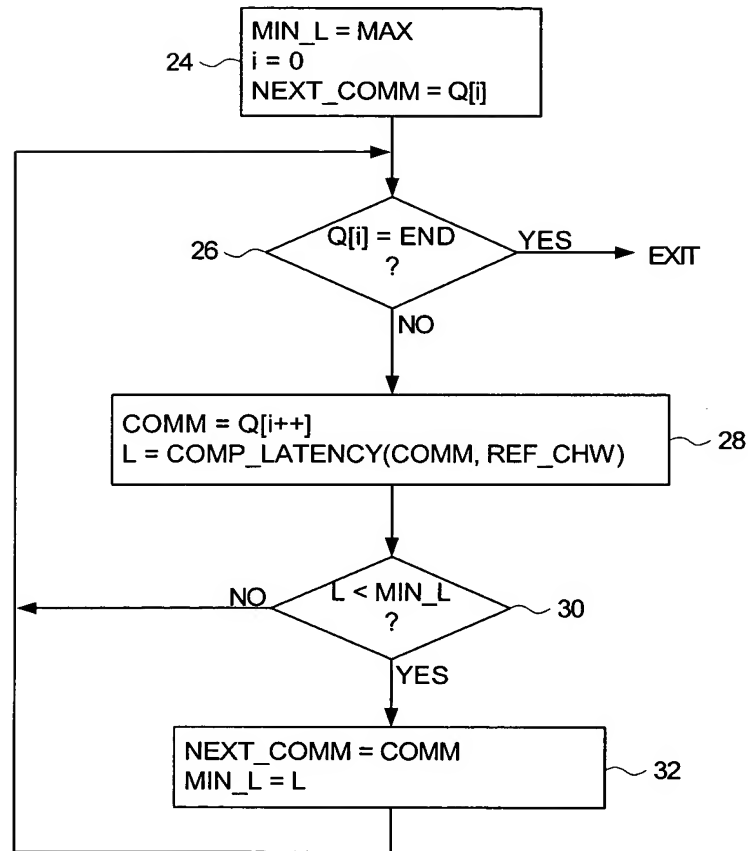 MIN_L = MAX
i = 0
NEXT_COMM = Q[i]
24
Q[i] = END
?
26
YES
EXIT
NO
COMM = Q[i++]
L = COMP_LATENCY(COMM, REF_CHW)
28
L < MIN_L
?
NO
30
YES
NEXT_COMM = COMM
MIN_L = L
32